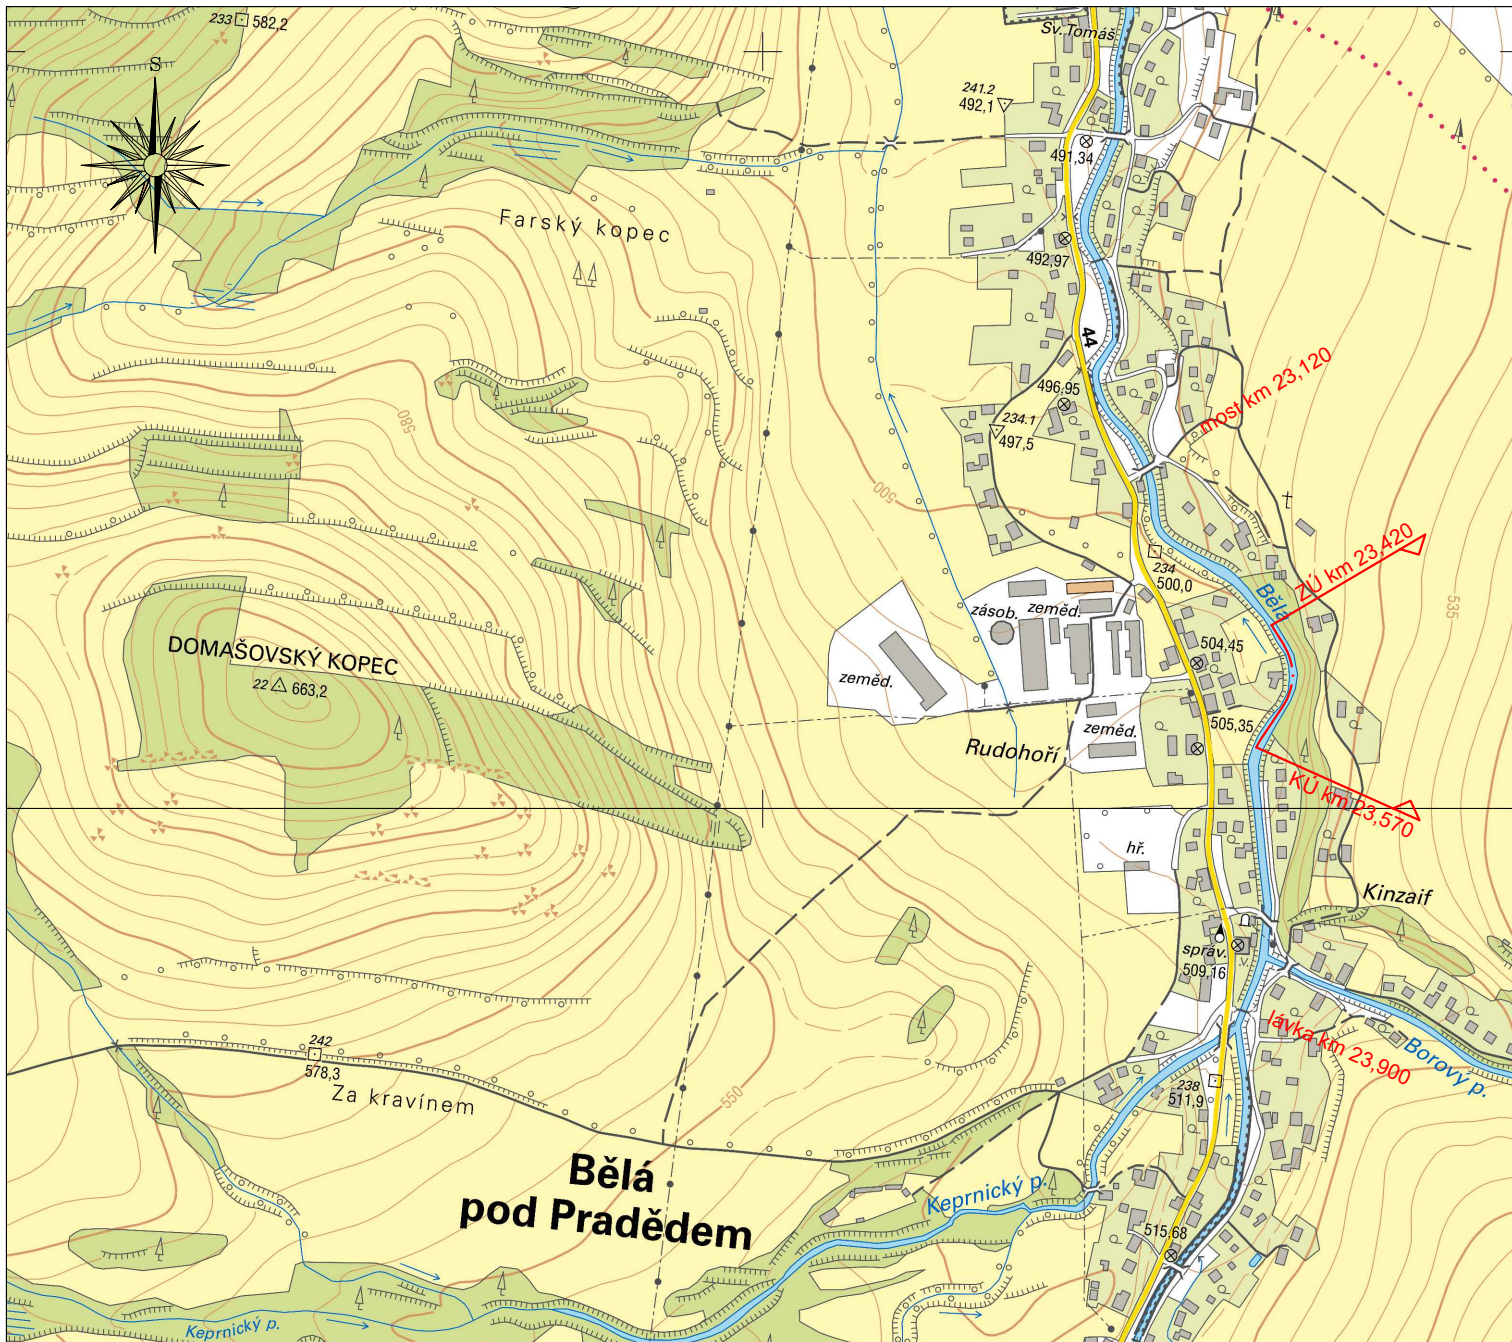 233 582,2
Sv. Tomáš
S
241.2
492,1
491,34
Farský kopec
492,97
44
most km 23,120
496,95
580
234.1
497,5
500
ZÚ km 23,420
234
500,0
Bělá
535
zásob.
zeměd.
504,45
DOMAŠOVSKÝ KOPEC
22 663,2
zeměd.
505,35
zeměd.
Rudohoří
KÚ km 23,570
hř.
Kinzaif
správ.
509,16
lávka km 23,900
242
578,3
Borový p.
Za kravínem
550
238
511,9
Bělá
pod Pradědem
Keprnický p.
515,68
Keprnický p.